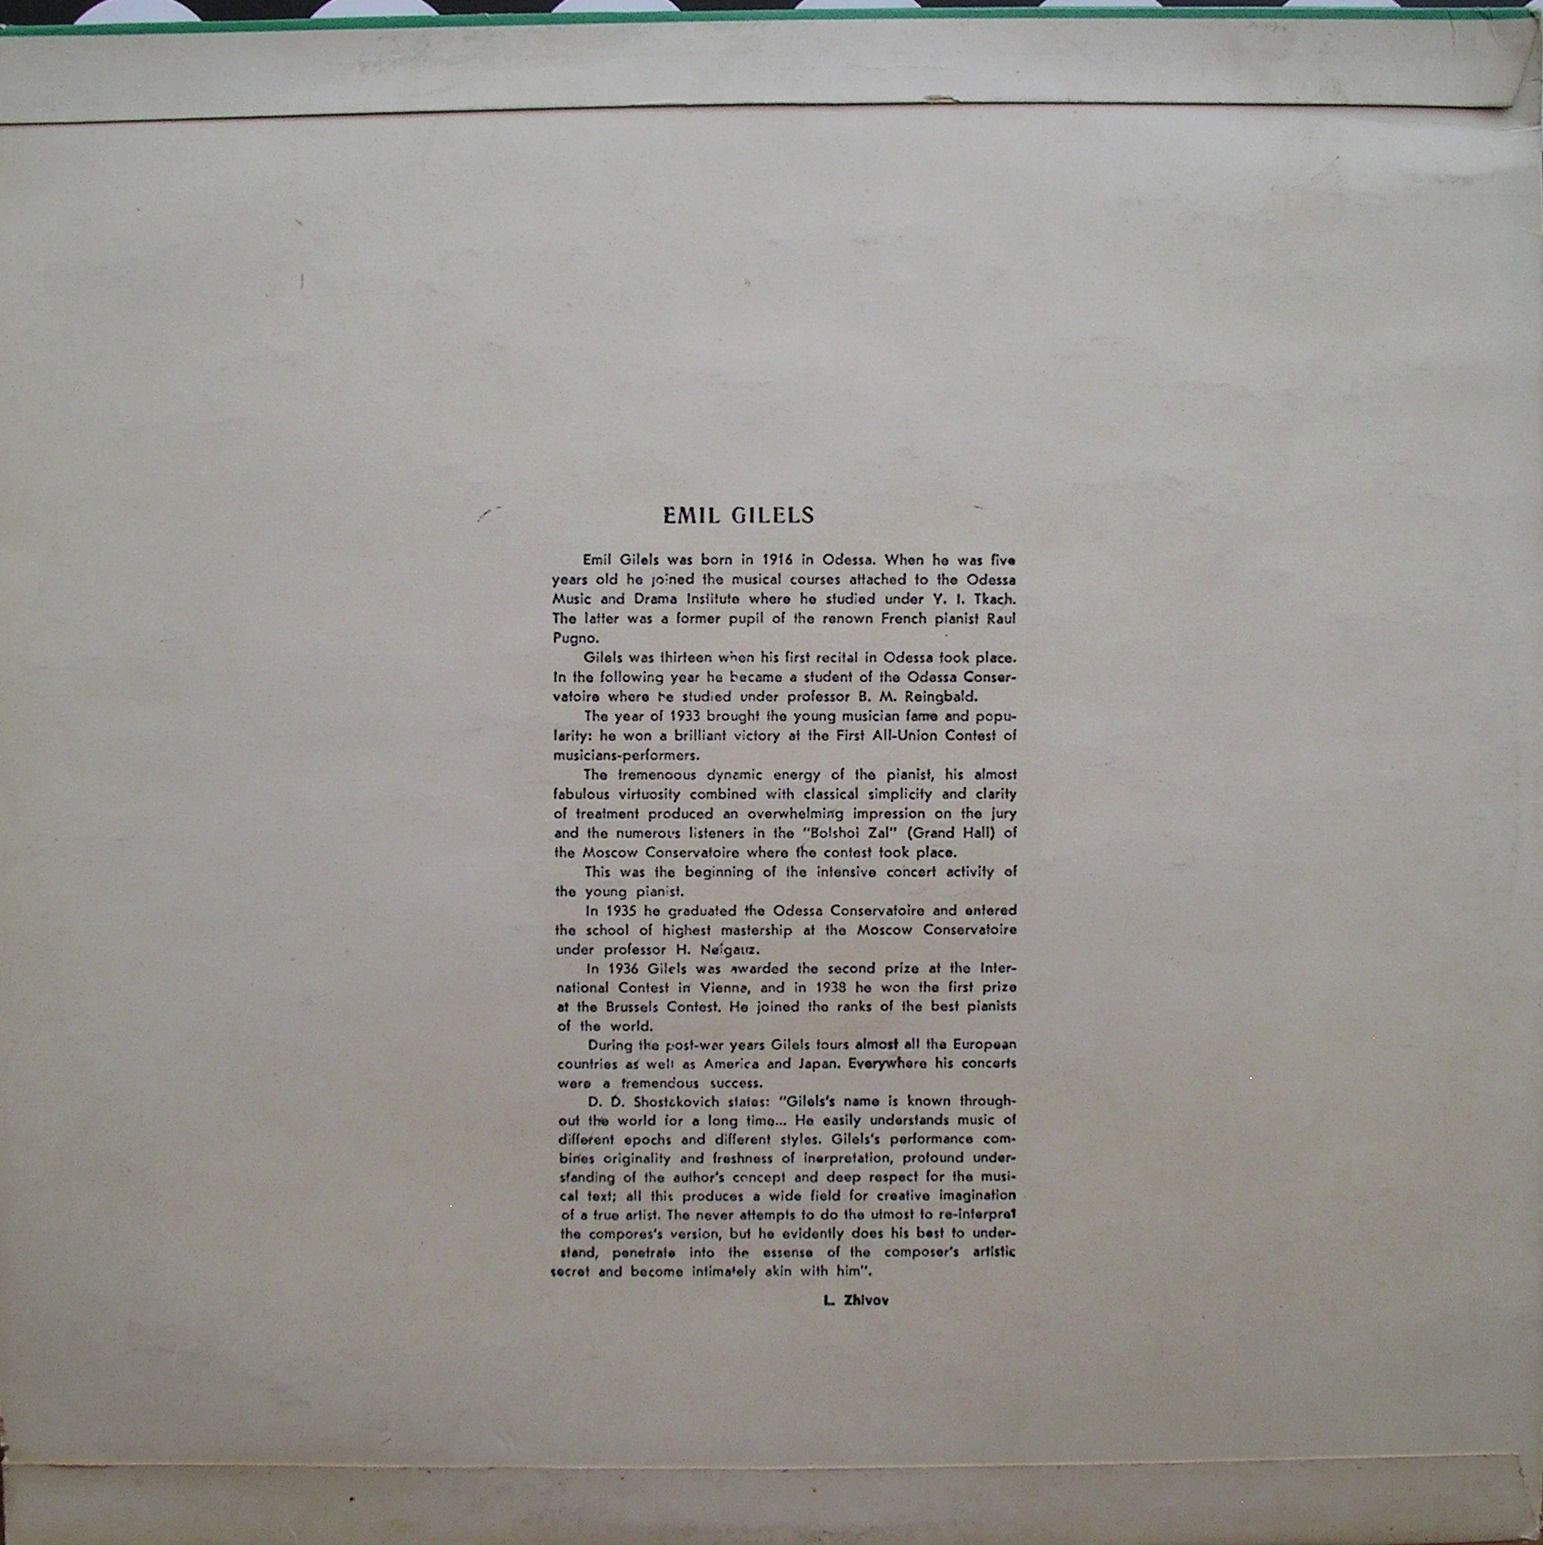 EMIL GILELS
Emil Gilels was born in 1916 in Odessa. When he was five
years old he joined the musical courses attached to the Odessa
Music and Drama Institute where he studied under Y. I. Tkach.
The latter was a former pupil of the renown French pianist Raul
Pugno.
Gilels was thirteen when his first recital in Odessa took place.
In the following year he became a student of the Odessa Conser-
vatoire where he studied under professor B. M. Reingbald.
The year of 1933 brought the young musician fame and popu-
larity: he won a brilliant victory at the First All-Union Contest of
musicians-performers.
The tremenoous dynamic energy of the pianist, his almost
fabulous virtuosity combined with classical simplicity and clarity
of treatment produced an overwhelming impression on the jury
and the numerous listeners in the "Bolshoi Zal" (Grand Hall) of
the Moscow Conservatoire where the contest took place.
This was the beginning of the intensive concert activity of
the young pianist.
In 1935 he graduated the Odessa Conservatoire and entered
the school of highest mastership at the Moscow Conservatoire
under professor H. Neigauz.
In 1936 Gilels was awarded the second prize at the Inter-
national Contest in Vienna, and in 1938 he won the first prize
at the Brussels Contest. He joined the ranks of the best pianists
of the world.
During the post-war years Gilels tours almost all the European
countries as well as America and Japan. Everywhere his concerts
were a tremendous success.
D. D. Shostakovich states: "Gilels's name is known through-
out the world for a long time... He easily understands music of
different epochs and different styles. Gilels's performance com-
bines originality and freshness of inerpretation, profound under-
standing of the author's concept and deep respect for the musi-
cal text; all this produces a wide field for creative imagination
of a true artist. The never attempts to do the utmost to re-interpret
the compores's version, but he evidently does his best to under-
stand, penetrate into the essense of the composer's artistic
secret and become intimately akin with him".
L. Zhivov